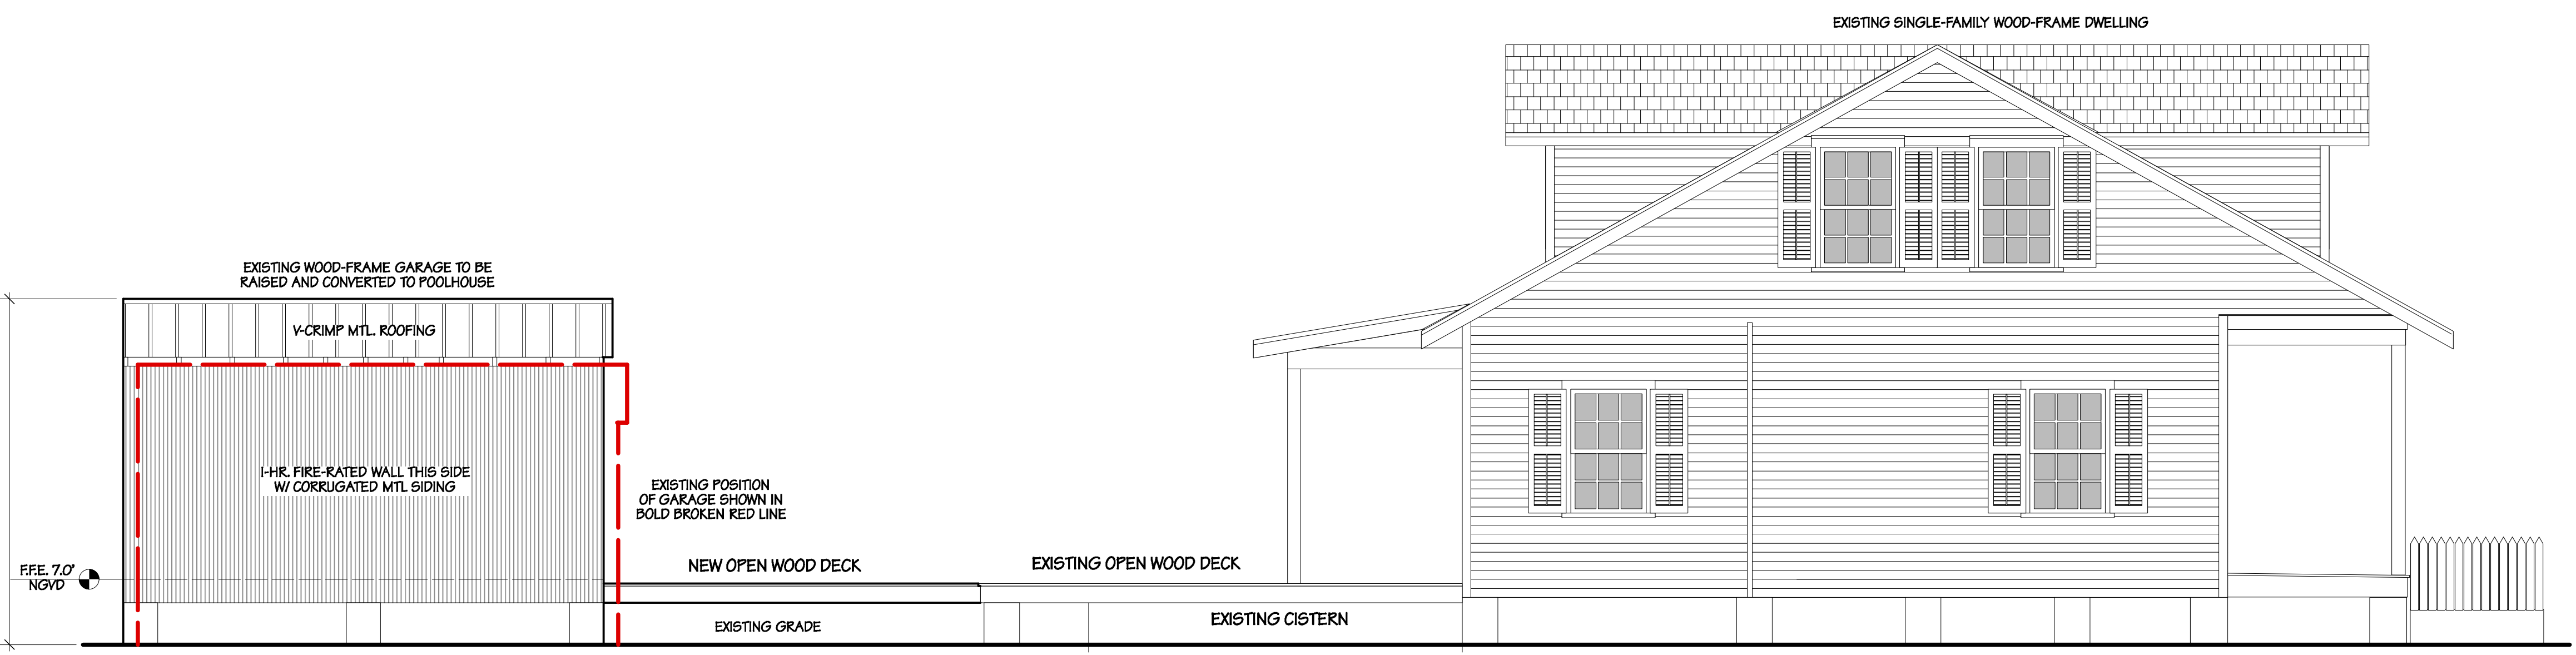 EXISTING SINGLE-FAMILY WOOD-FRAME DWELLING
EXISTING WOOD-FRAME GARAGE TO BE
RAISED AND CONVERTED TO POOLHOUSE
V-CRIMP MTL. ROOFING
1-HR. FIRE-RATED WALL THIS SIDE
W/ CORRUGATED MTL SIDING
EXISTING POSITION
OF GARAGE SHOWN IN
BOLD BROKEN RED LINE
F.F.E. 7.0'
NGVD
NEW OPEN WOOD DECK
EXISTING OPEN WOOD DECK
EXISTING GRADE
EXISTING CISTERN